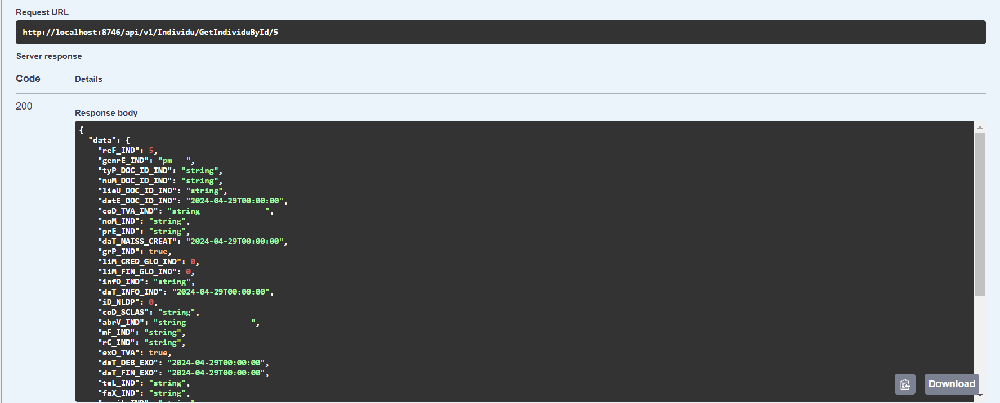 Request URL
http://localhost:8746/api/v1/Individu/GetIndividuById/5
Server response
Code Details
200
Response body
{
  "data": {
    "reF_IND": 5,
    "genrE_IND": "pm   ",
    "tyP_DOC_ID_IND": "string",
    "nuM_DOC_ID_IND": "string",
    "lieU_DOC_ID_IND": "string",
    "datE_DOC_ID_IND": "2024-04-29T00:00:00",
    "coD_TVA_IND": "string              ",
    "noM_IND": "string",
    "prE_IND": "string",
    "daT_NAISS_CREAT": "2024-04-29T00:00:00",
    "grP_IND": true,
    "liM_CRED_GLO_IND": 0,
    "liM_FIN_GLO_IND": 0,
    "infO_IND": "string",
    "daT_INFO_IND": "2024-04-29T00:00:00",
    "iD_NLDP": 0,
    "coD_SCLAS": "string",
    "abrV_IND": "string              ",
    "mF_IND": "string",
    "rC_IND": "string",
    "exO_TVA": true,
    "daT_DEB_EXO": "2024-04-29T00:00:00",
    "daT_FIN_EXO": "2024-04-29T00:00:00",
    "teL_IND": "string",
    "faX_IND": "string",
Download